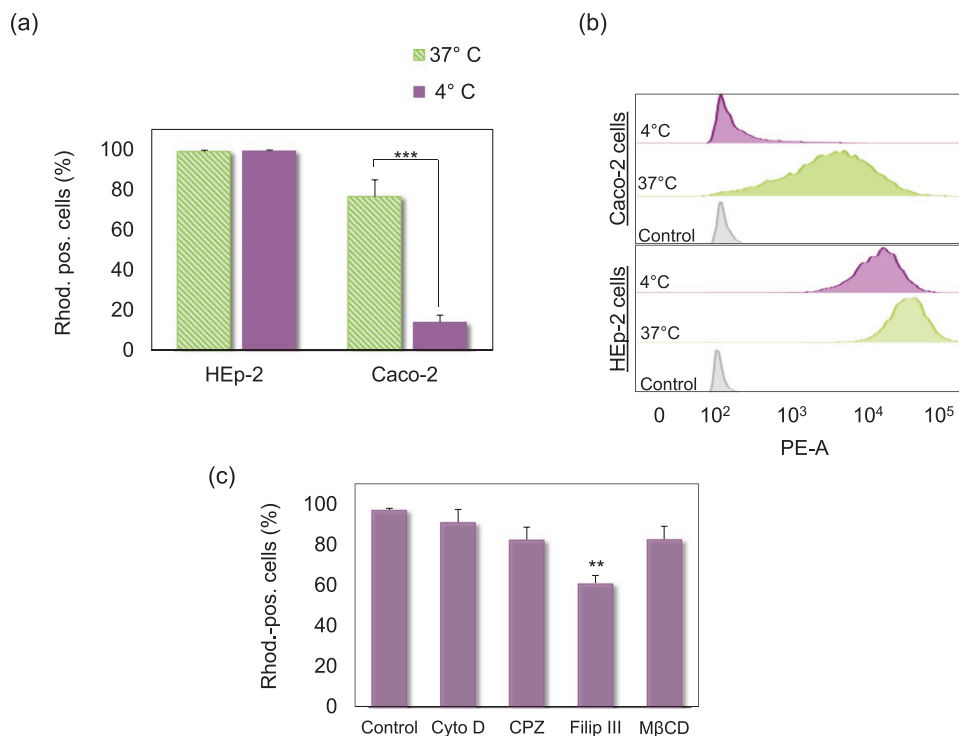 (a)
37° C
4° C
Rhod. pos. cells (%)
100
80
60
40
20
0
***
HEp-2
Caco-2
(b)
Caco-2 cells
4°C
37°C
Control
HEp-2 cells
4°C
37°C
Control
0 10² 10³ 10⁴ 10⁵
PE-A
(c)
Rhod.-pos. cells (%)
100
80
60
40
20
0
**
Control Cyto D CPZ Filip III MβCD